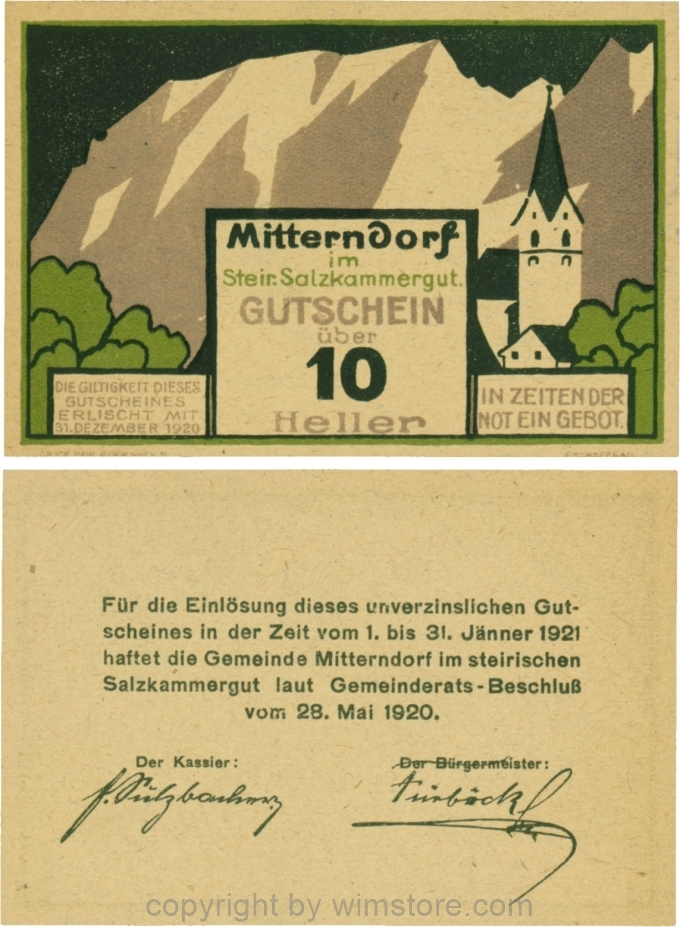 Mitterndorf
im
Steir. Salzkammergut.
GUTSCHEIN
über
10
Heller
DIE GILTIGKEIT DIESES
GUTSCHEINES
ERLISCHT MIT
31. DEZEMBER 1920
IN ZEITEN DER
NOT EIN GEBOT.
Für die Einlösung dieses unverzinslichen Gut-
scheines in der Zeit vom 1. bis 31. Jänner 1921
haftet die Gemeinde Mitterndorf im steirischen
Salzkammergut laut Gemeinderats-Beschluß
vom 28. Mai 1920.
Der Kassier:
Der Bürgermeister:
copyright by wimstore.com